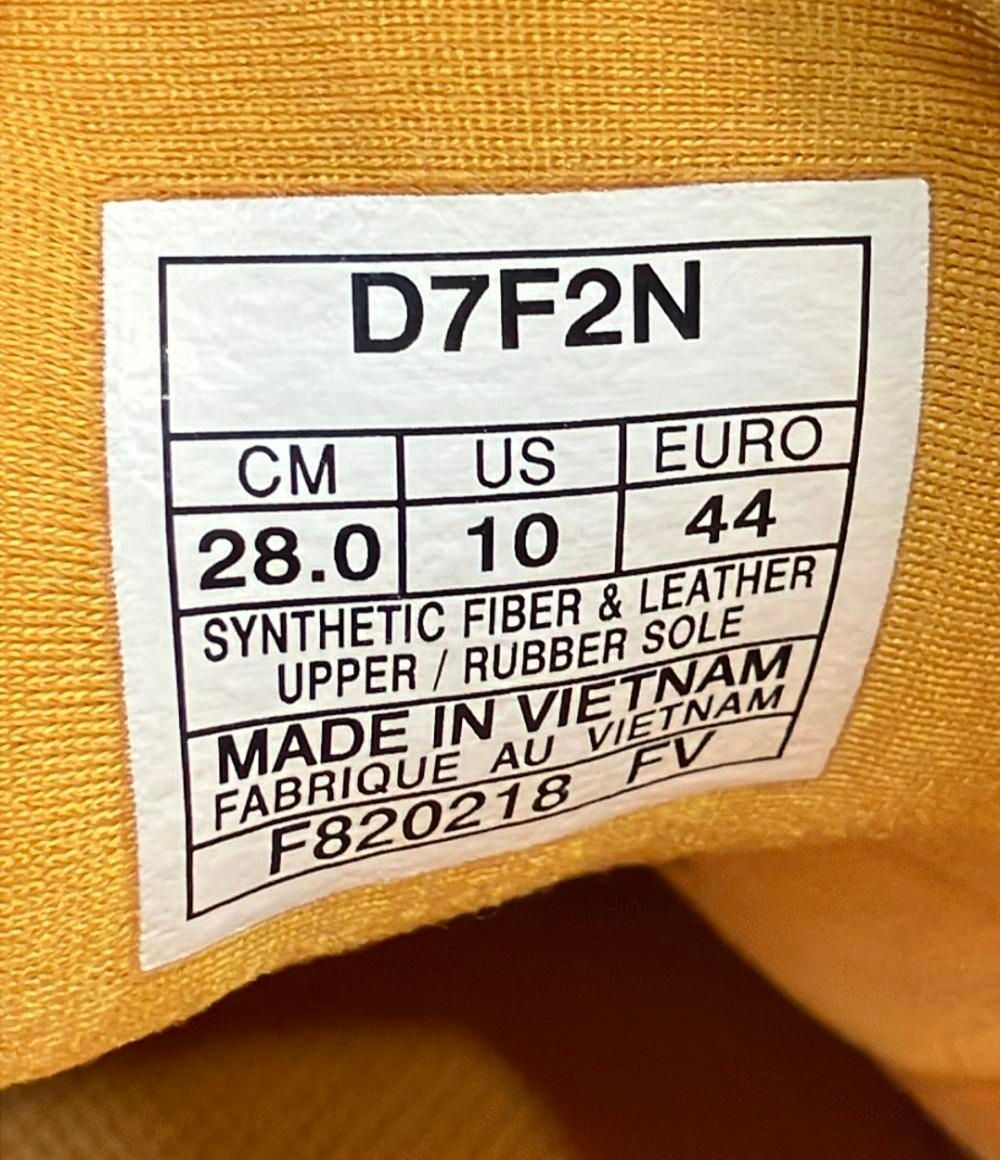 D7F2N
CM US EURO
28.0 10 44
SYNTHETIC FIBER & LEATHER
UPPER / RUBBER SOLE
MADE IN VIETNAM
FABRIQUE AU VIETNAM
F820218 FV